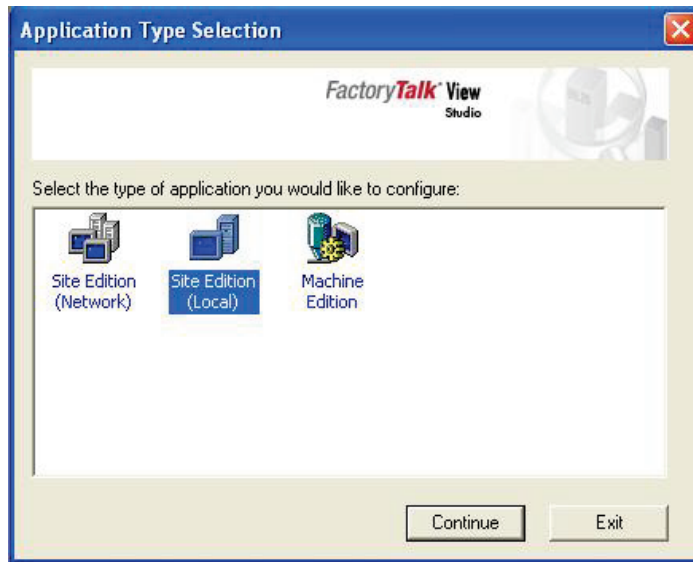 Application Type Selection
FactoryTalk View
Studio
Select the type of application you would like to configure:
Site Edition
(Network)
Site Edition
(Local)
Machine
Edition
Continue
Exit